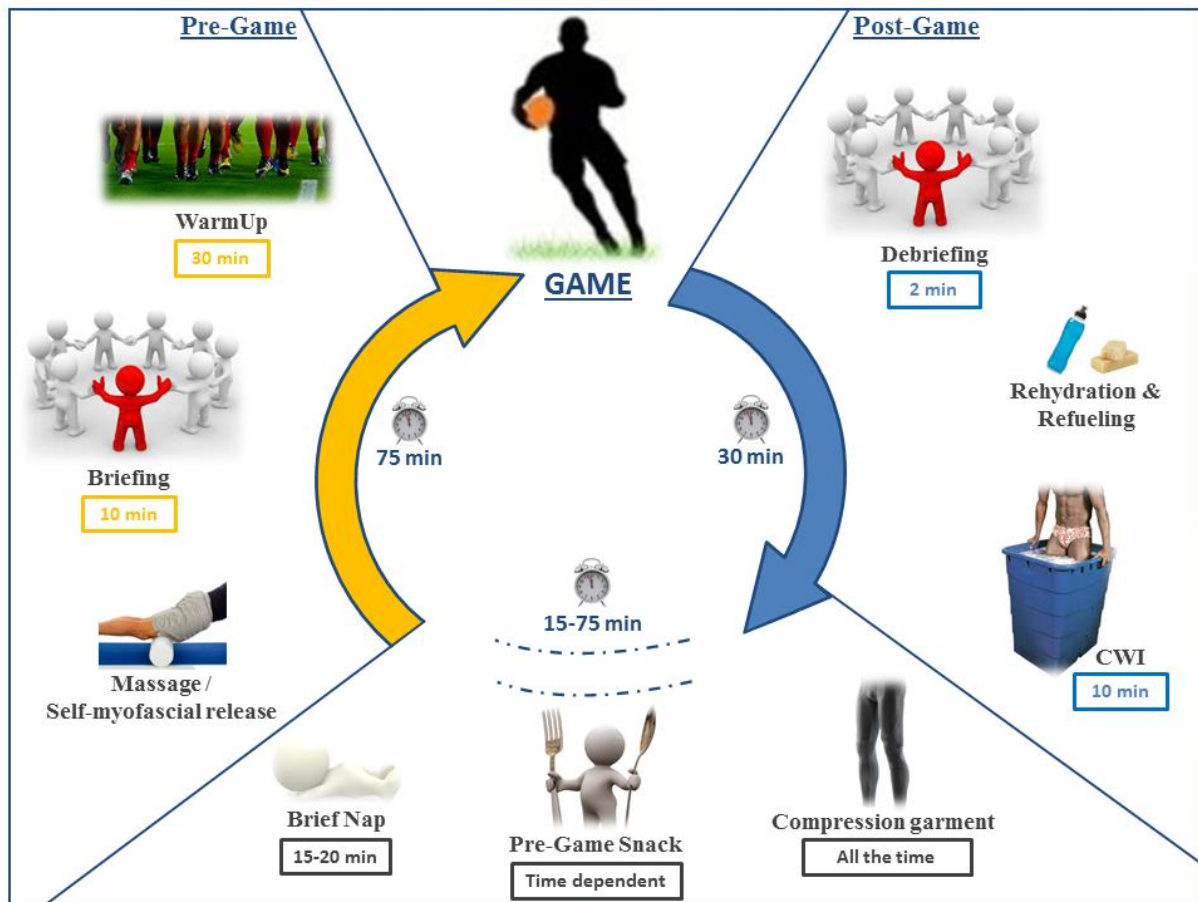 Pre-Game
Post-Game
WarmUp
30 min
GAME
Debriefing
2 min
Rehydration &
Refueling
Briefing
10 min
75 min
30 min
CWI
10 min
Massage /
Self-myofascial release
15-75 min
Brief Nap
15-20 min
Pre-Game Snack
Time dependent
Compression garment
All the time